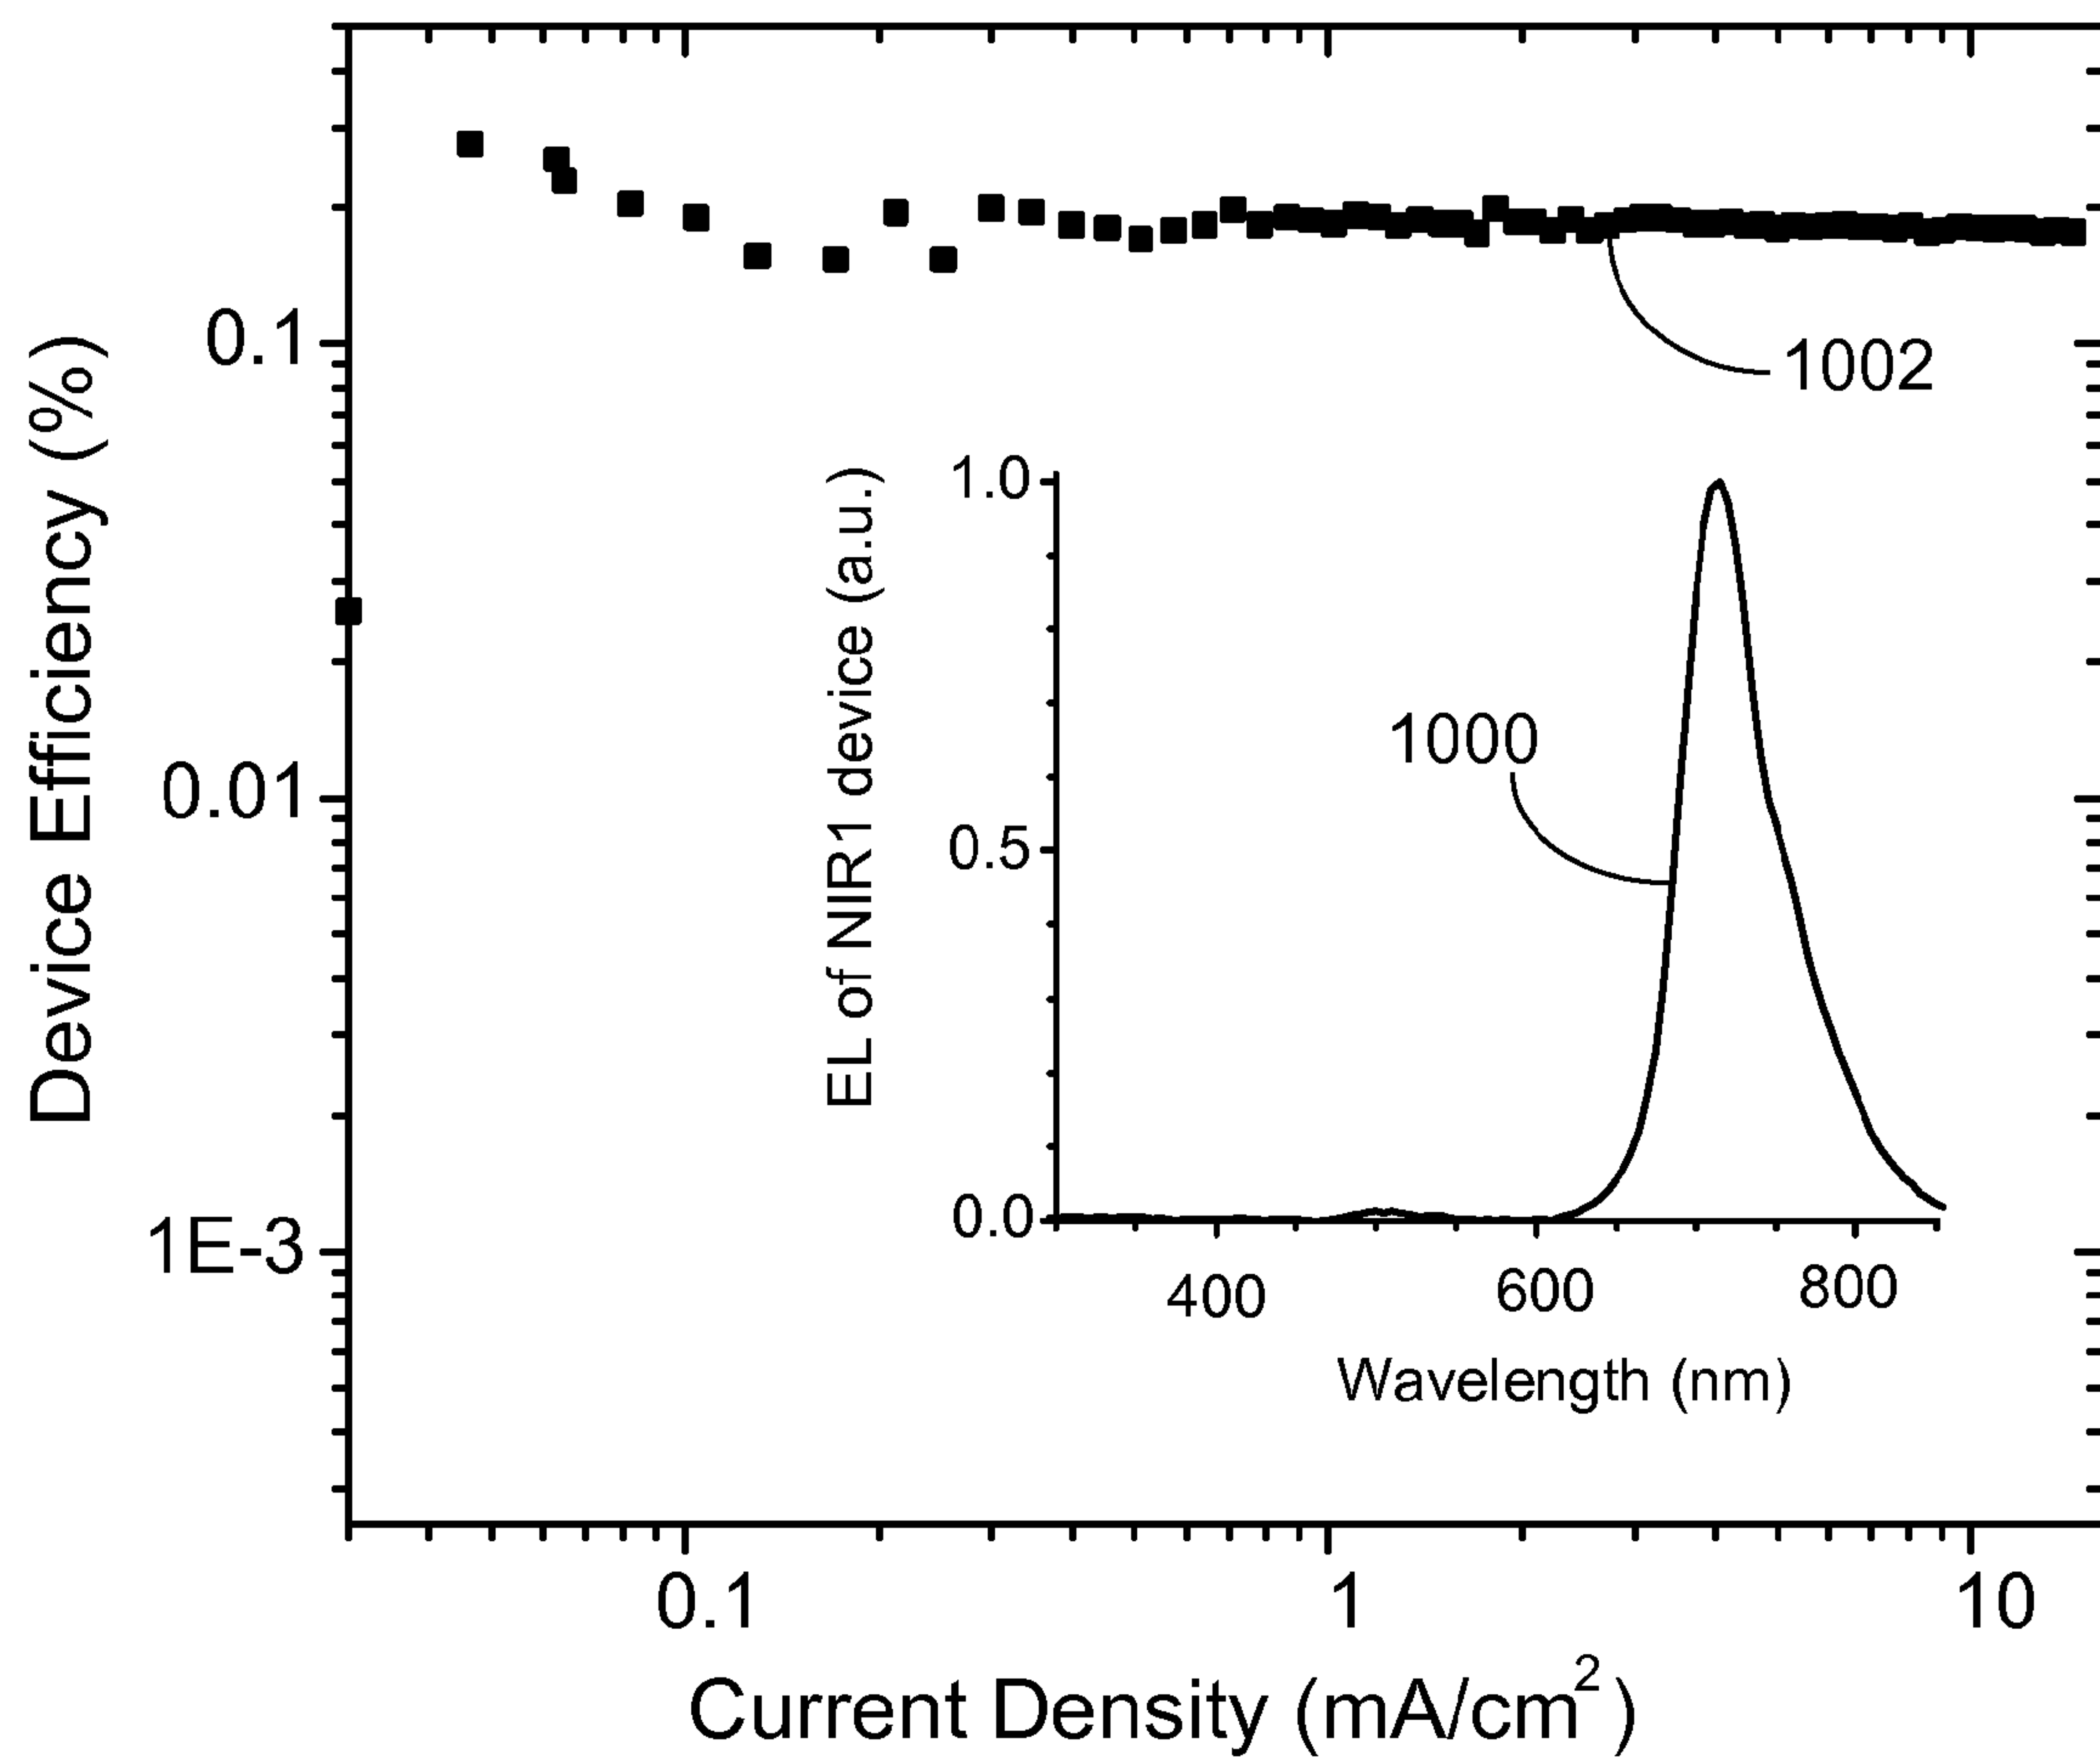 Device Efficiency (%)
0.1
0.01
1E-3
1002
EL of NIR1 device (a.u.)
1.0
0.5
0.0
1000
400 600 800
Wavelength (nm)
0.1 1 10
Current Density (mA/cm²)